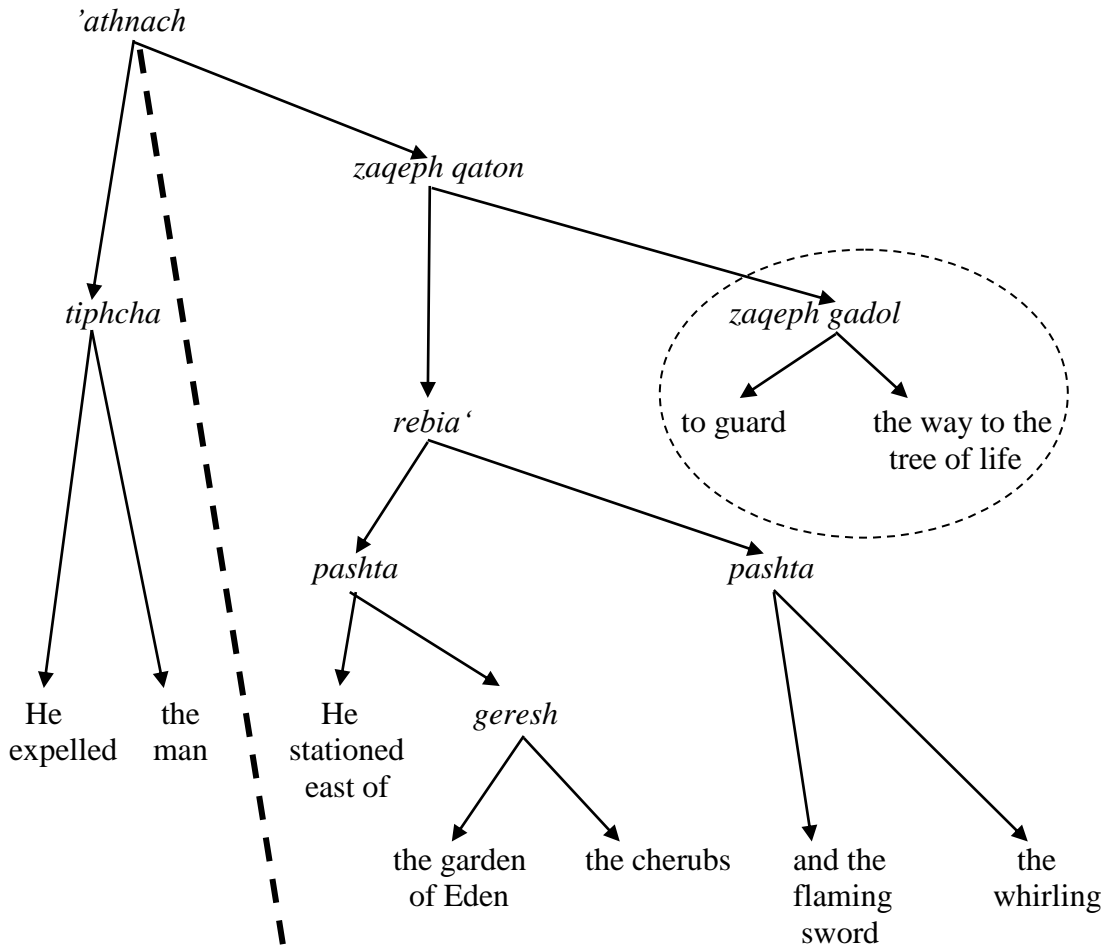 ’athnach
zaqeph qaton
tiphcha
zaqeph gadol
rebia‘
to guard
the way to the
tree of life
pashta
pashta
He
expelled
the
man
He
stationed
east of
geresh
the garden
of Eden
the cherubs
and the
flaming
sword
the
whirling